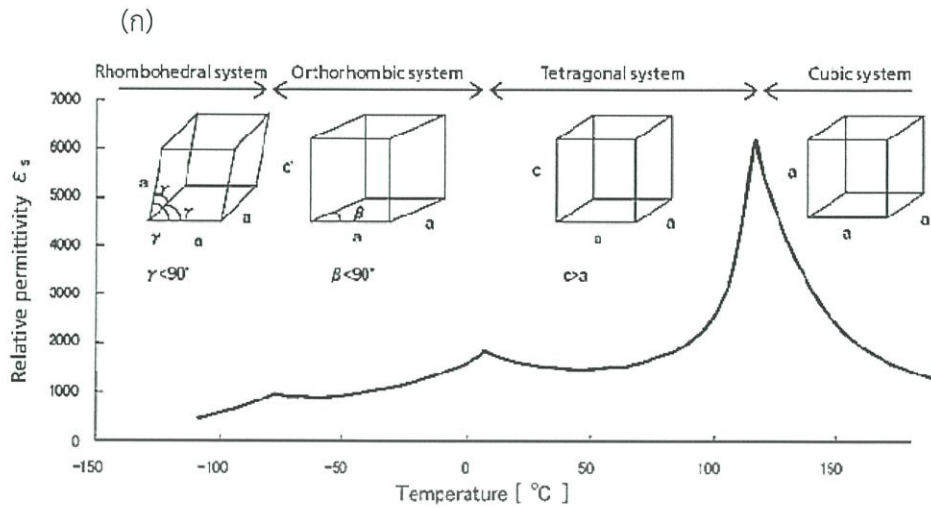 (ก)
Rhombohedral system Orthorhombic system Tetragonal system Cubic system
7000
6000
5000
4000
3000
2000
1000
0
Relative permittivity ε s
a γ γ γ a a
γ<90°
c β a a
β<90°
c a a
c>a
a a a
-150 -100 -50 0 50 100 150
Temperature [ °C ]